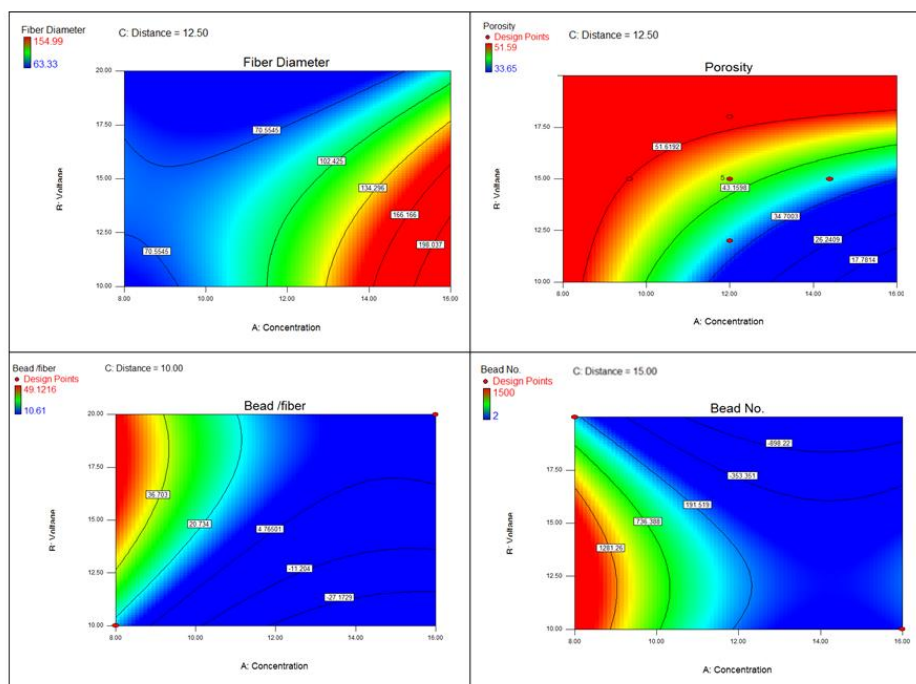 Fiber Diameter
154.99
63.33
C: Distance = 12.50
Fiber Diameter
20.00
17.50
15.00
12.50
10.00
R: Voltage
70.5545
102.425
134.296
166.166
198.037
70.5545
8.00 10.00 12.00 14.00 16.00
A: Concentration
Porosity
Design Points
51.59
33.65
C: Distance = 12.50
Porosity
17.50
15.00
12.50
10.00
R: Voltage
51.6192
5
43.1598
34.7003
26.2409
17.7814
8.00 10.00 12.00 14.00 16.00
A: Concentration
Bead /fiber
Design Points
49.1216
10.61
C: Distance = 10.00
Bead /fiber
20.00
17.50
15.00
12.50
10.00
R: Voltage
36.703
20.734
4.76501
-11.204
-27.1729
8.00 10.00 12.00 14.00 16.00
A: Concentration
Bead No.
Design Points
1500
2
C: Distance = 15.00
Bead No.
20.00
17.50
15.00
12.50
10.00
R: Voltage
-898.22
-353.351
191.519
736.388
1281.26
8.00 10.00 12.00 14.00 16.00
A: Concentration